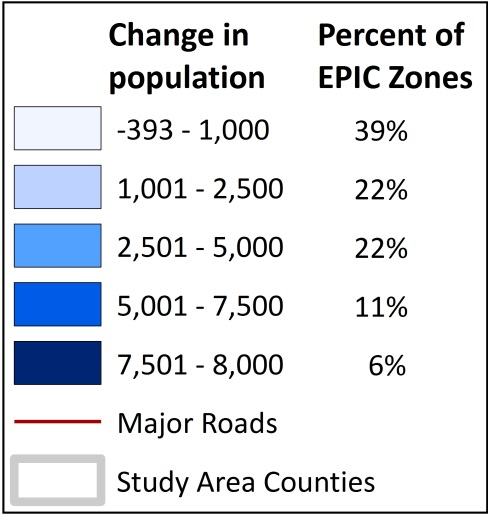 Change in population Percent of EPIC Zones
-393 - 1,000 39%
1,001 - 2,500 22%
2,501 - 5,000 22%
5,001 - 7,500 11%
7,501 - 8,000 6%
Major Roads
Study Area Counties